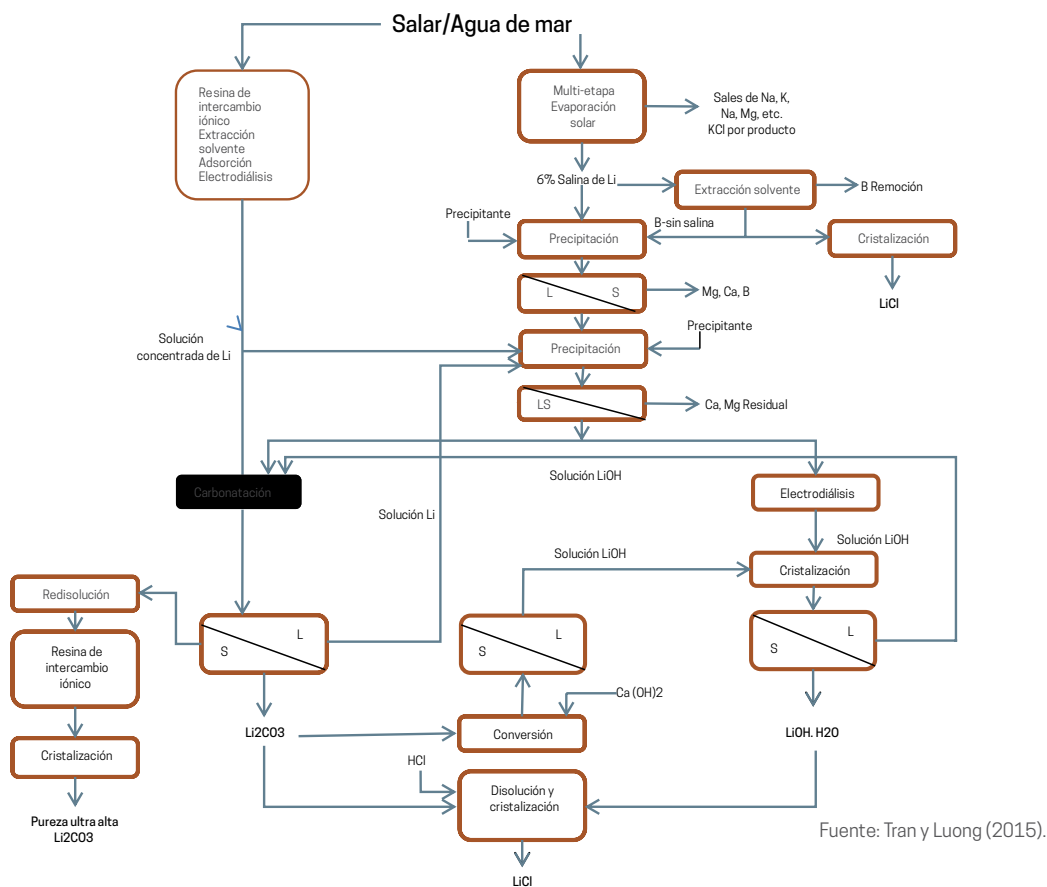 Salar/Agua de mar
Resina de
intercambio
iónico
Extracción
solvente
Adsorción
Electrodiálisis
Multi-etapa
Evaporación
solar
Sales de Na, K,
Na, Mg, etc.
KCl por producto
6% Salina de Li
Extracción solvente
B Remoción
Precipitante
B-sin salina
Precipitación
Cristalización
L S
Mg, Ca, B
LiCl
Solución
concentrada de Li
Precipitante
Precipitación
LS
Ca, Mg Residual
Carbonatación
Solución LiOH
Electrodiálisis
Solución Li
Solución LiOH
Solución LiOH
Cristalización
Redisolución
L
S
L
S
L
S
Resina de
intercambio
iónico
Ca (OH)2
Li2CO3
Conversión
LiOH. H2O
Cristalización
HCl
Disolución y
cristalización
Pureza ultra alta
Li2CO3
Fuente: Tran y Luong (2015).
LiCl